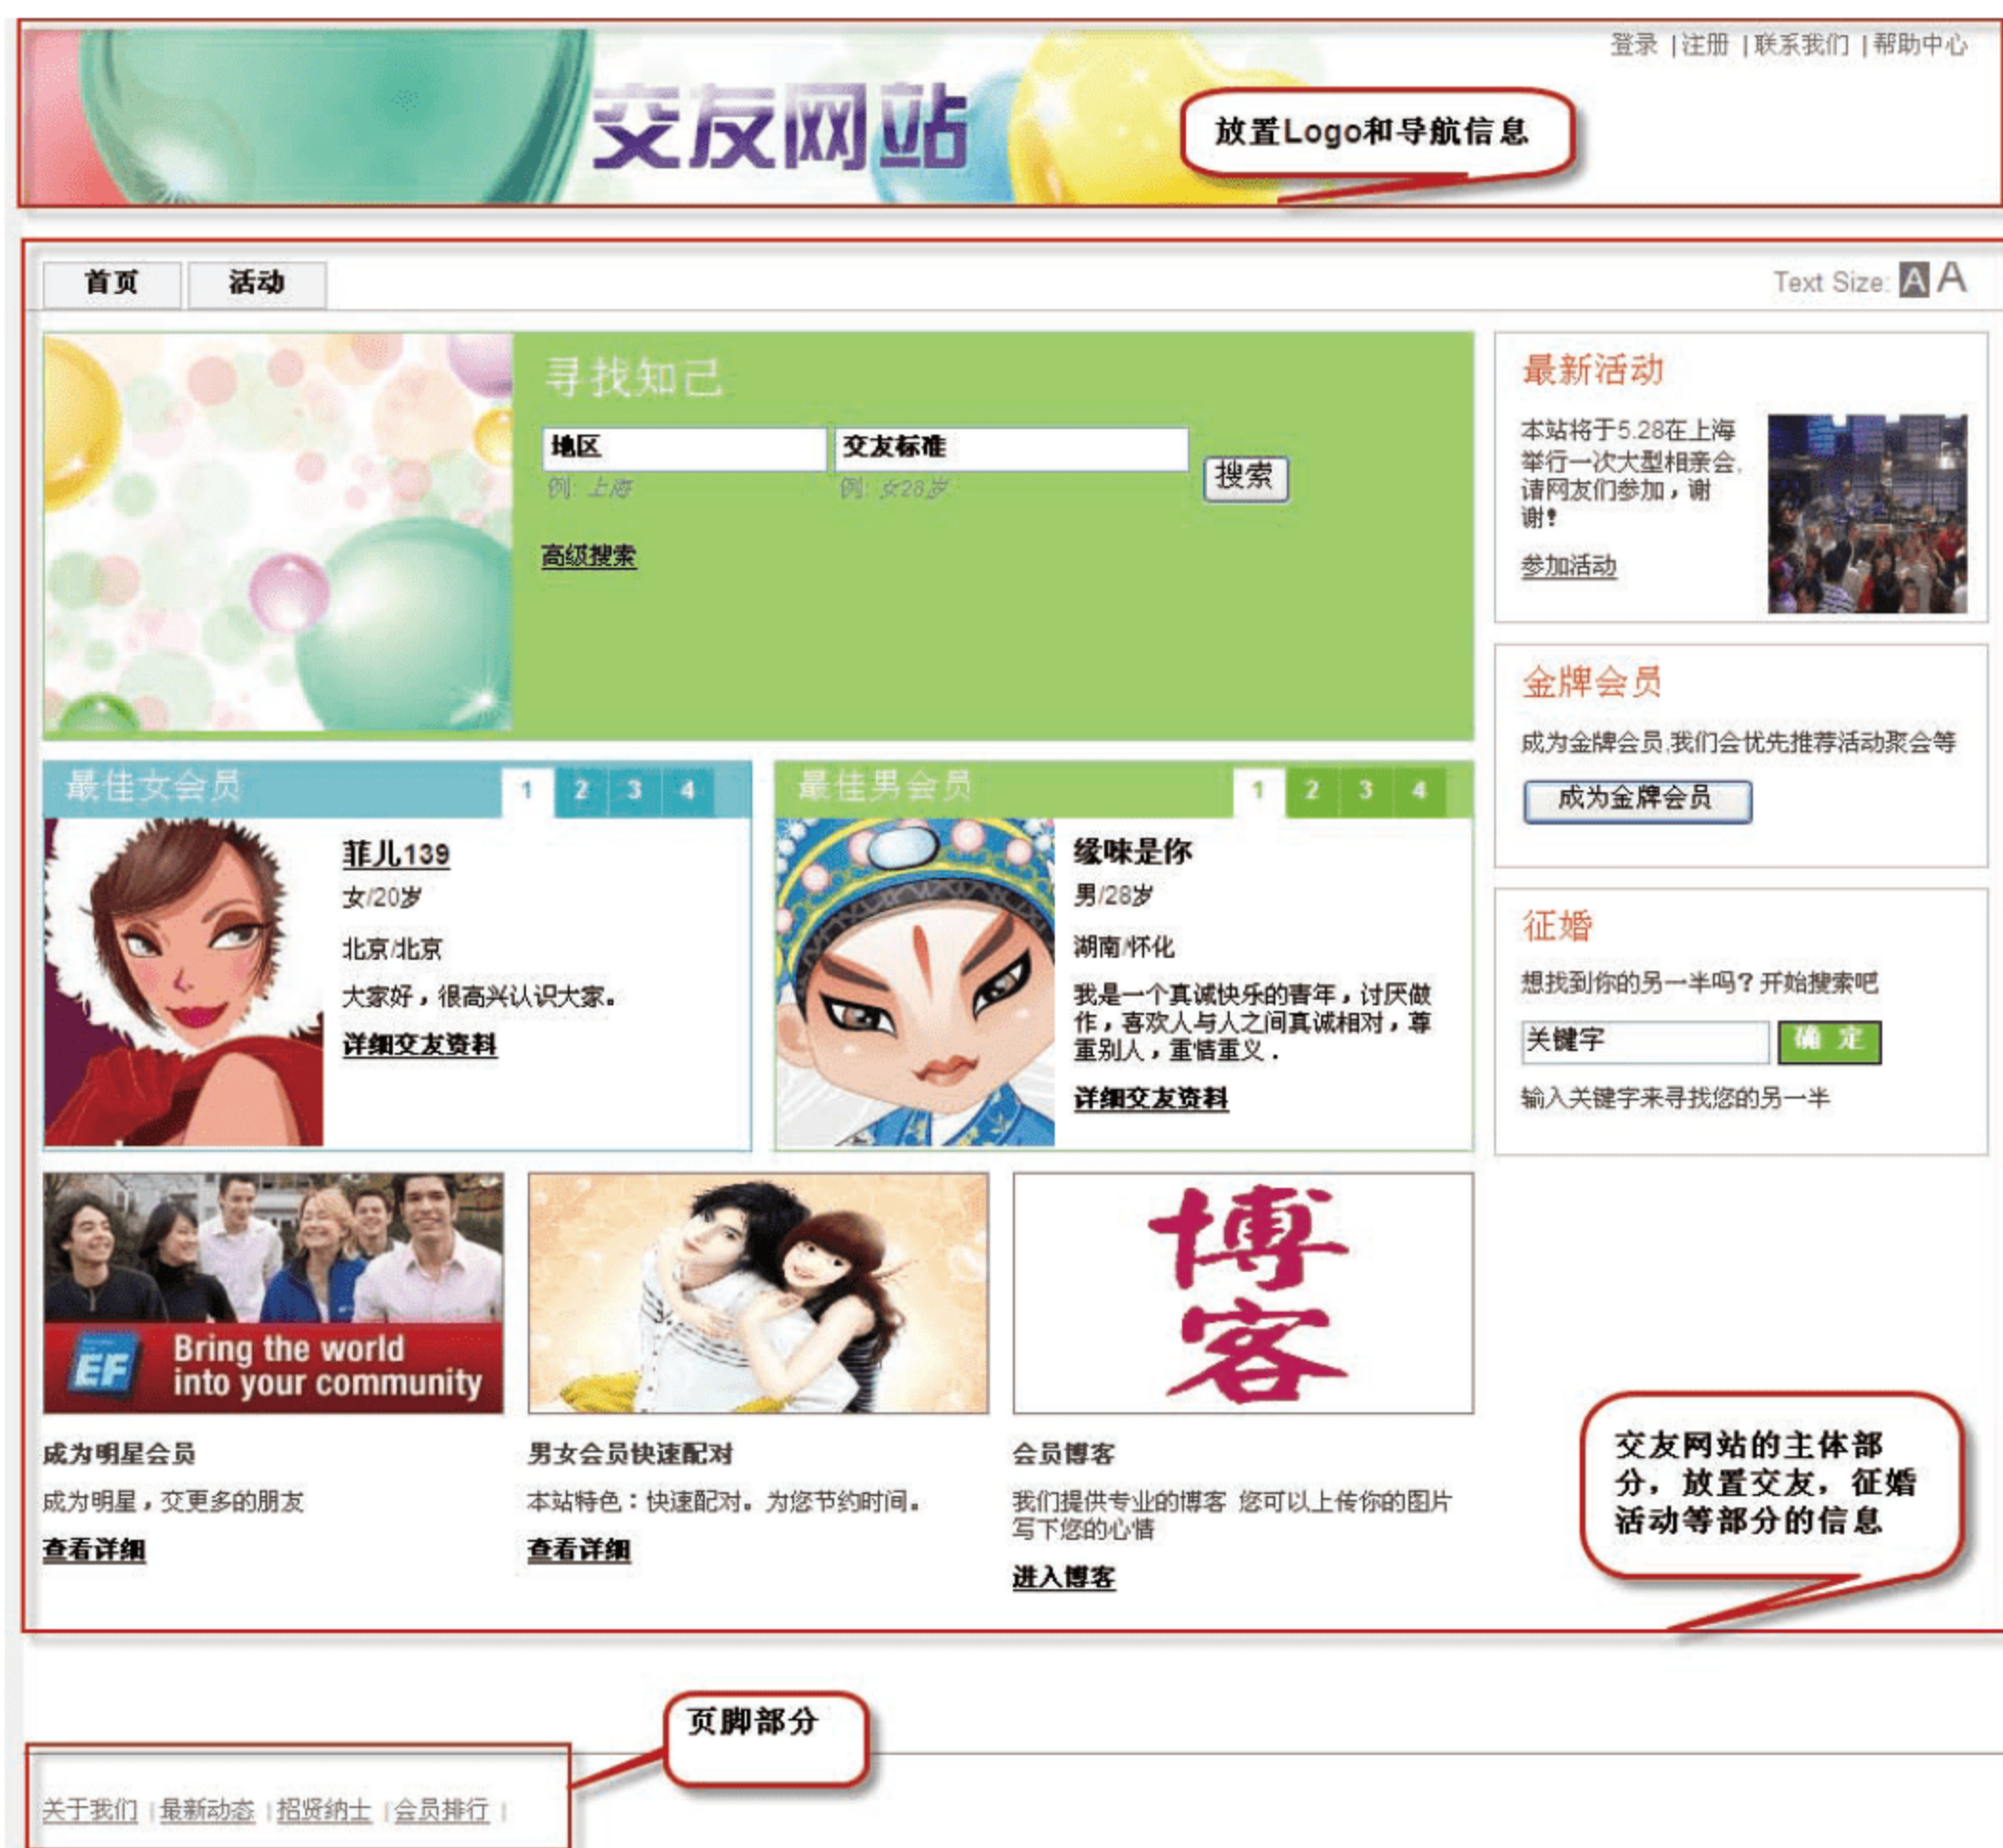 登录 |注册 |联系我们 |帮助中心
交友网站
放置Logo和导航信息
首页 活动
Text Size: A A
寻找知己
地区 交友标准
搜索
例: 上海 例: 女28岁
高级搜索
最新活动
本站将于5.28在上海
举行一次大型相亲会,
请网友们参加，谢
谢!
参加活动
金牌会员
成为金牌会员,我们会优先推荐活动聚会等
成为金牌会员
最佳女会员 1 2 3 4
菲儿139
女/20岁
北京/北京
大家好，很高兴认识大家。
详细交友资料
最佳男会员 1 2 3 4
缘味是你
男/28岁
湖南/怀化
我是一个真诚快乐的青年，讨厌做
作，喜欢人与人之间真诚相对，尊
重别人，重情重义．
详细交友资料
征婚
想找到你的另一半吗？开始搜索吧
关键字 确 定
输入关键字来寻找您的另一半
EF
Bring the world
into your community
成为明星会员
成为明星，交更多的朋友
查看详细
男女会员快速配对
本站特色：快速配对。为您节约时间。
查看详细
博
客
会员博客
我们提供专业的博客 您可以上传你的图片
写下您的心情
进入博客
交友网站的主体部
分，放置交友，征婚
活动等部分的信息
页脚部分
关于我们 | 最新动态 | 招贤纳士 | 会员排行 |